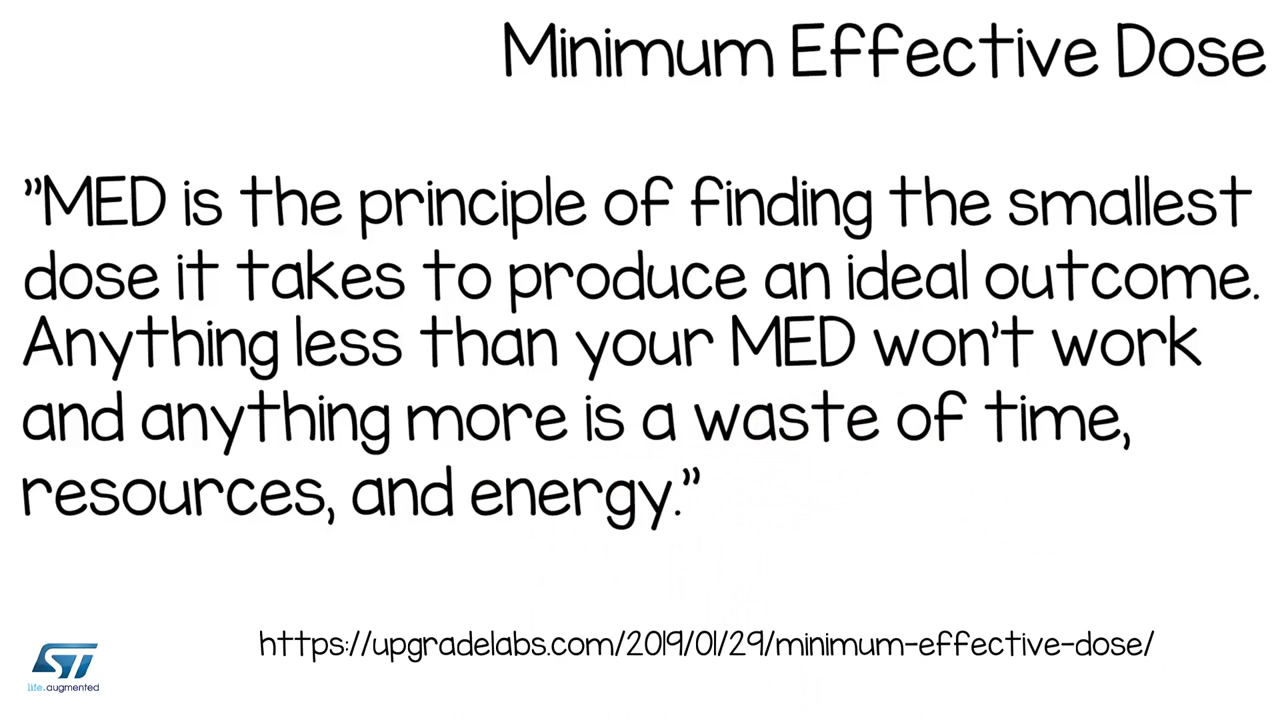 Minimum Effective Dose
”MED is the principle of finding the smallest
dose it takes to produce an ideal outcome.
Anything less than your MED won’t work
and anything more is a waste of time,
resources, and energy.”
https://upgradelabs.com/2019/01/29/minimum-effective-dose/
ST
life.augmented